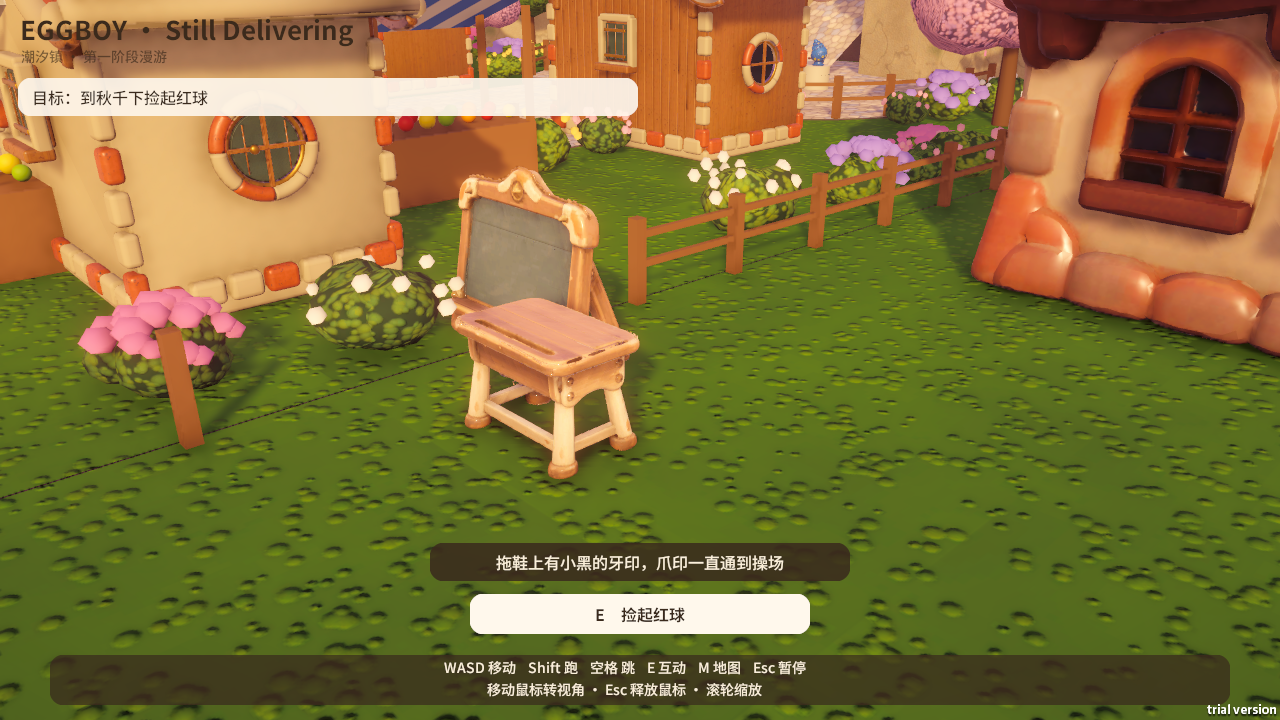 EGGBOY · Still Delivering
潮汐镇 · 第一阶段漫游
目标：到秋千下捡起红球
拖鞋上有小黑的牙印，爪印一直通到操场
E 捡起红球
WASD 移动 Shift 跑 空格 跳 E 互动 M 地图 Esc 暂停
移动鼠标转视角 · Esc 释放鼠标 · 滚轮缩放
trial version